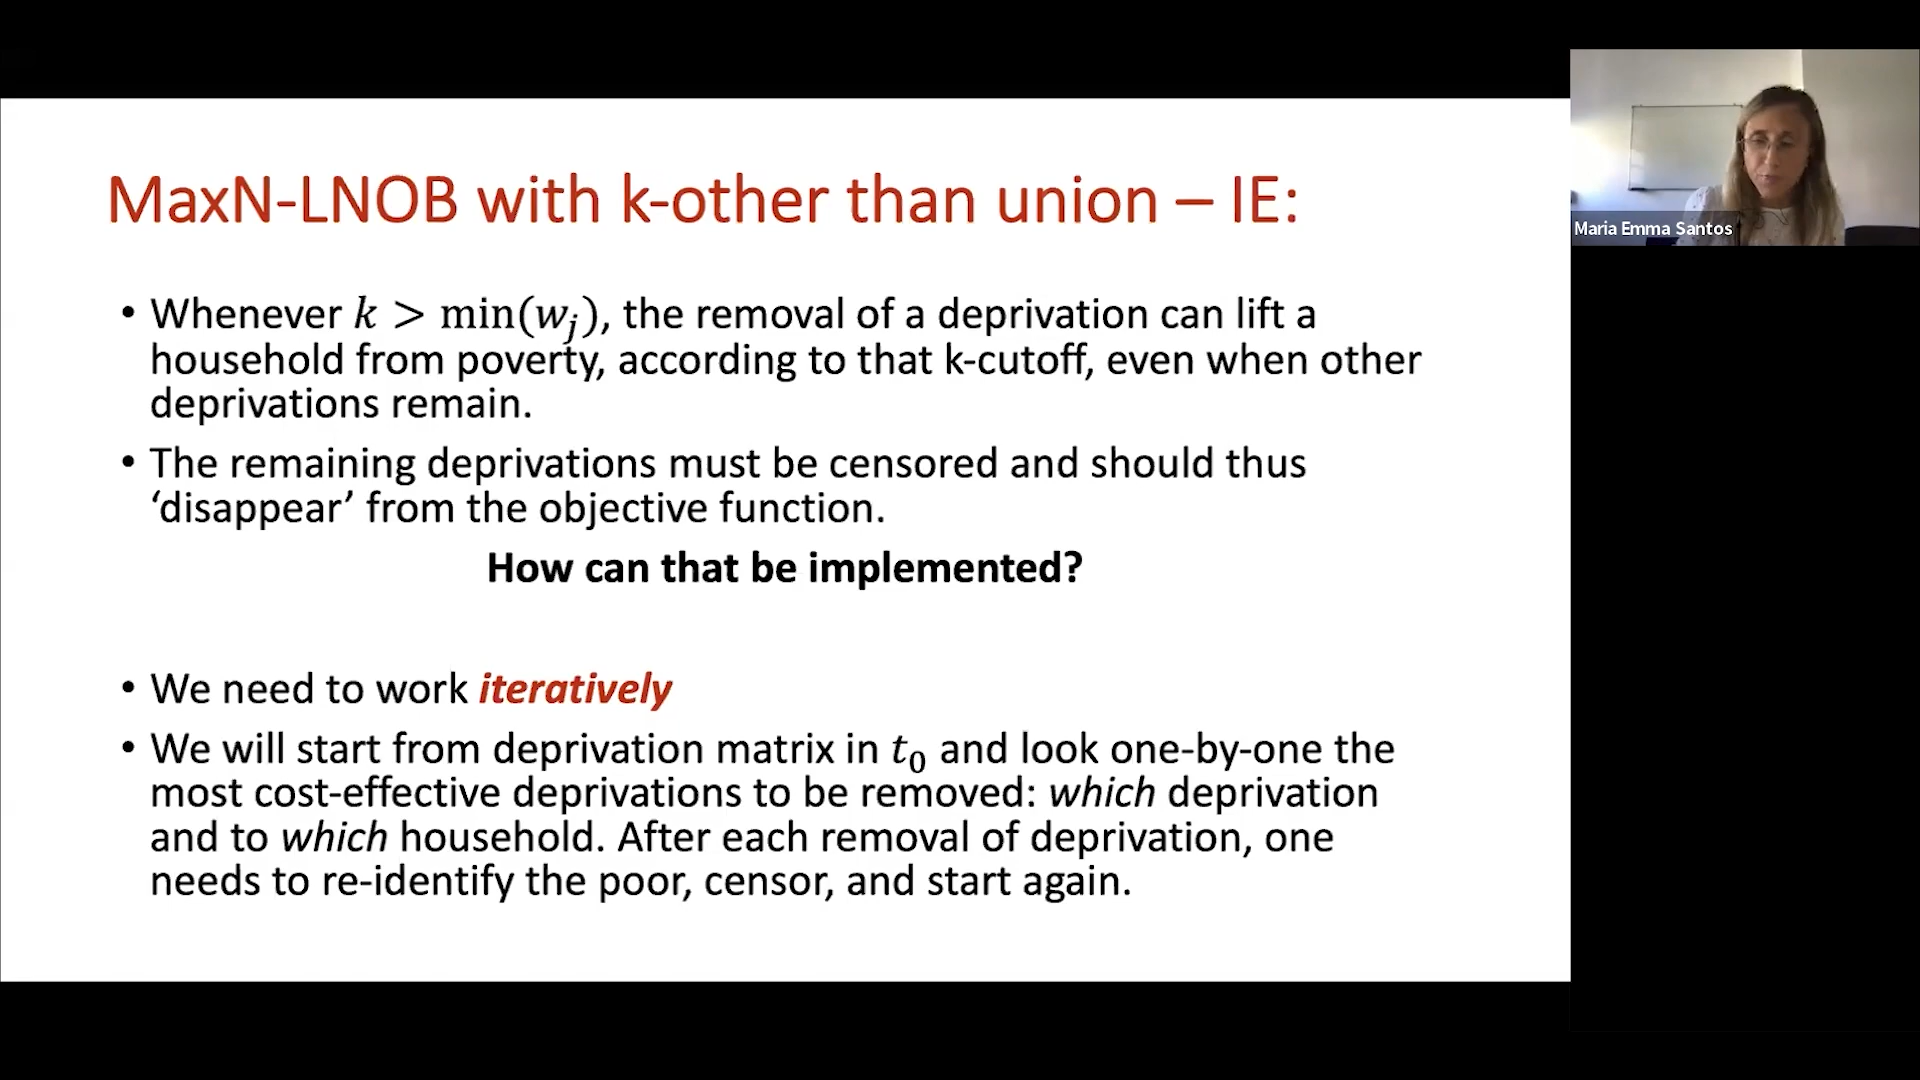 MaxN-LNOB with k-other than union – IE:
• Whenever k > min(wⱼ), the removal of a deprivation can lift a
household from poverty, according to that k-cutoff, even when other
deprivations remain.
• The remaining deprivations must be censored and should thus
‘disappear’ from the objective function.
How can that be implemented?
• We need to work iteratively
• We will start from deprivation matrix in t₀ and look one-by-one the
most cost-effective deprivations to be removed: which deprivation
and to which household. After each removal of deprivation, one
needs to re-identify the poor, censor, and start again.
Maria Emma Santos